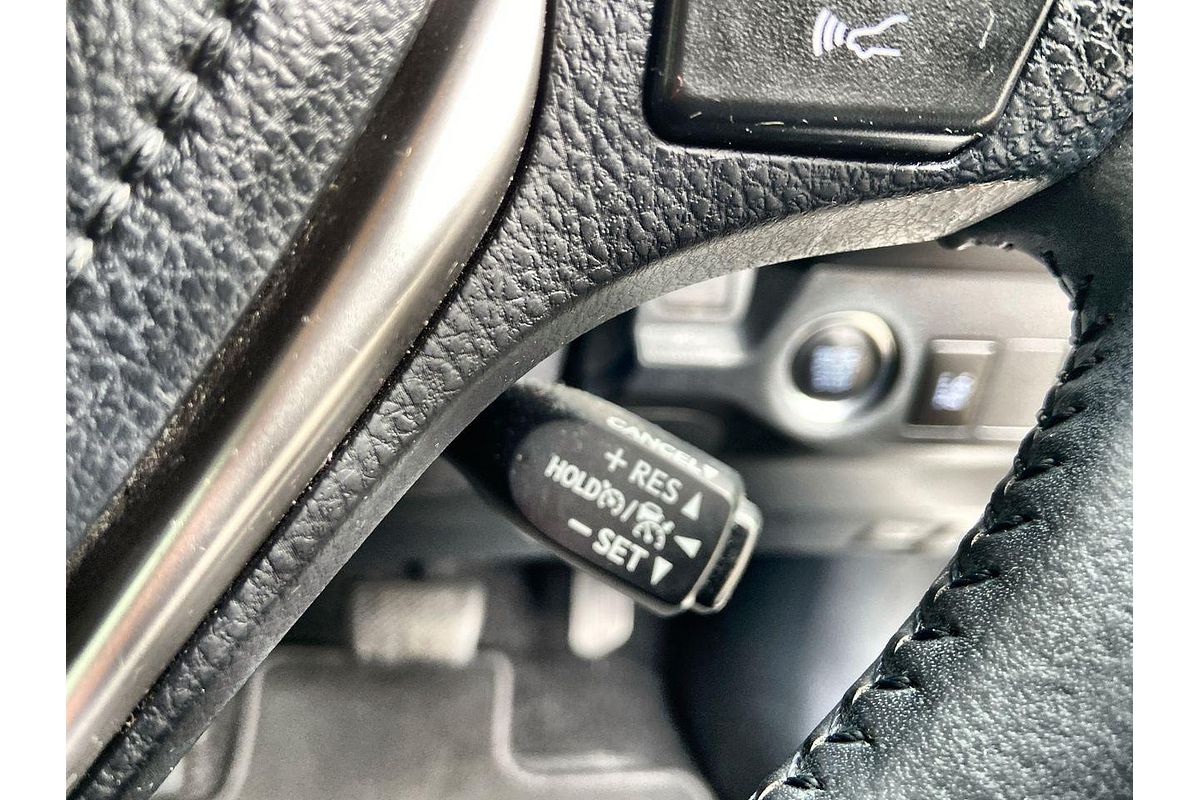 CANCEL
+ RES ▲
HOLD / ◀
− SET ▼